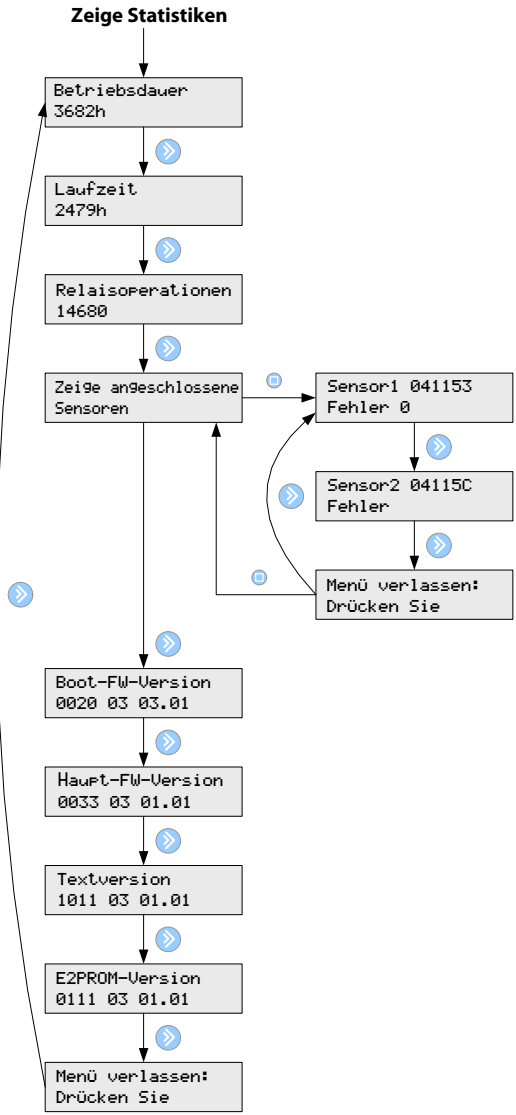 Zeige Statistiken
Betriebsdauer
3682h
Laufzeit
2479h
Relaisoperationen
14680
Zeige angeschlossene
Sensoren
Sensor1 041153
Fehler 0
Sensor2 04115C
Fehler
Menü verlassen:
Drücken Sie
Boot-FW-Version
0020 03 03.01
Haupt-FW-Version
0033 03 01.01
Textversion
1011 03 01.01
E2PROM-Version
0111 03 01.01
Menü verlassen:
Drücken Sie